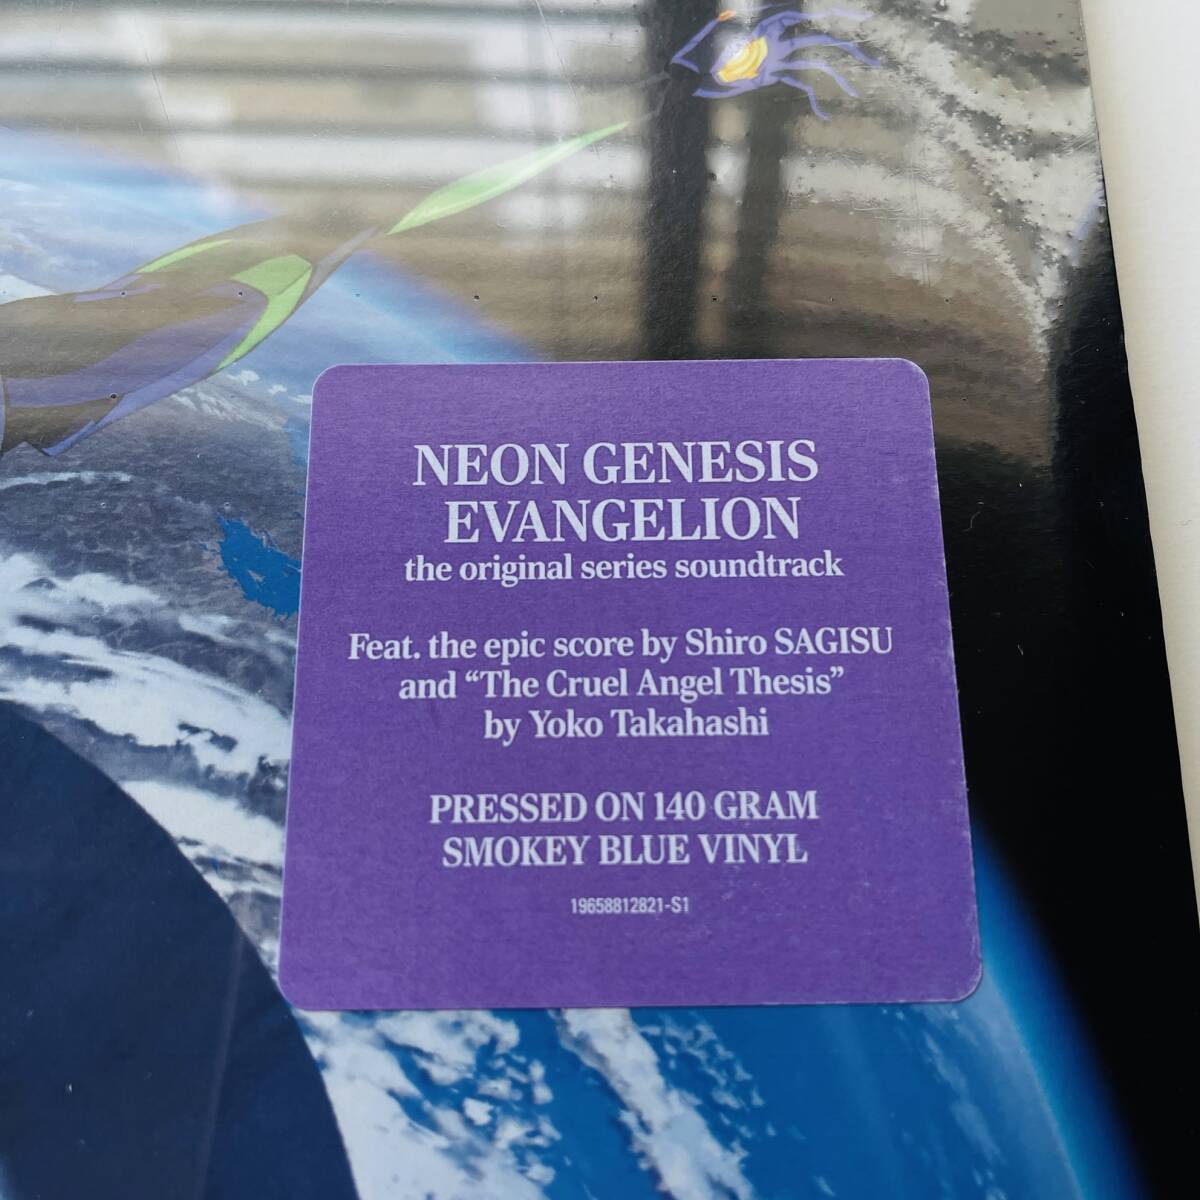 NEON GENESIS
EVANGELION
the original series soundtrack
Feat. the epic score by Shiro SAGISU
and “The Cruel Angel Thesis”
by Yoko Takahashi
PRESSED ON 140 GRAM
SMOKEY BLUE VINYL
19658812821-S1